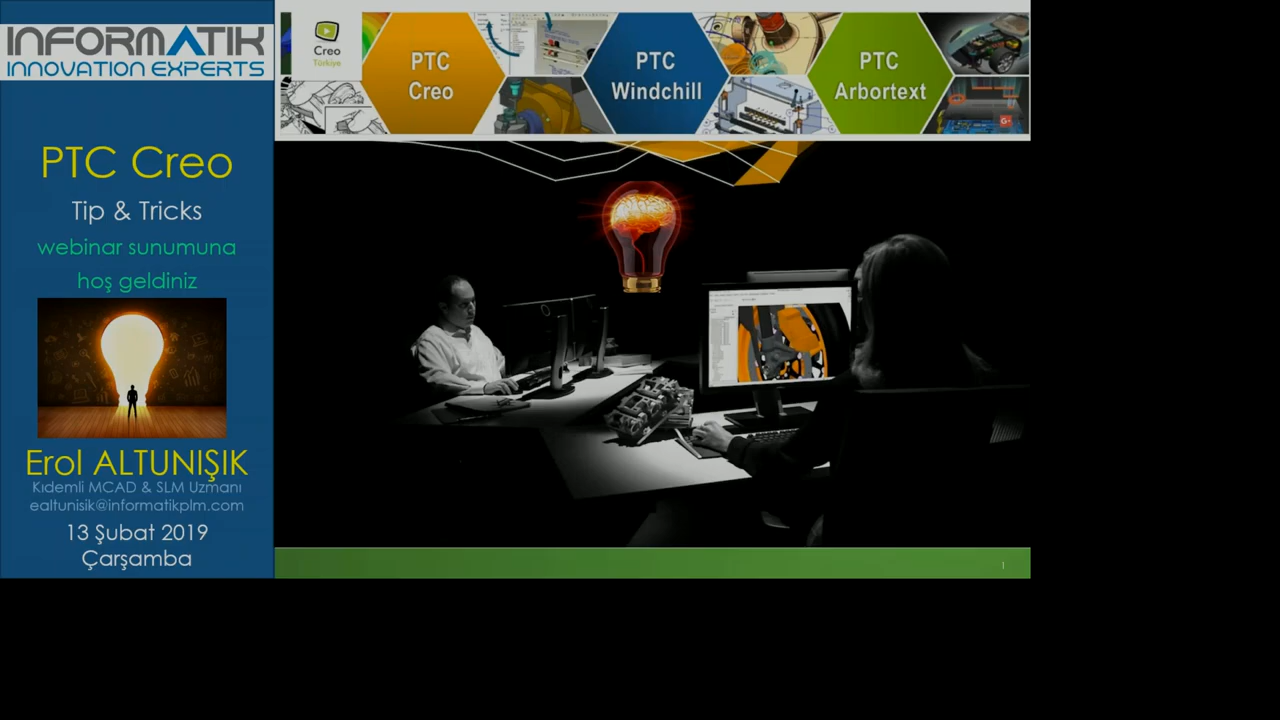 INFORMATIK
INNOVATION EXPERTS
PTC Creo
Tip & Tricks
webinar sunumuna
hoş geldiniz
Erol ALTUNIŞIK
Kıdemli MCAD & SLM Uzmanı
ealtunisik@informatikplm.com
13 Şubat 2019
Çarşamba
Creo
Türkiye
PTC
Creo
PTC
Windchill
PTC
Arbortext
G+
1